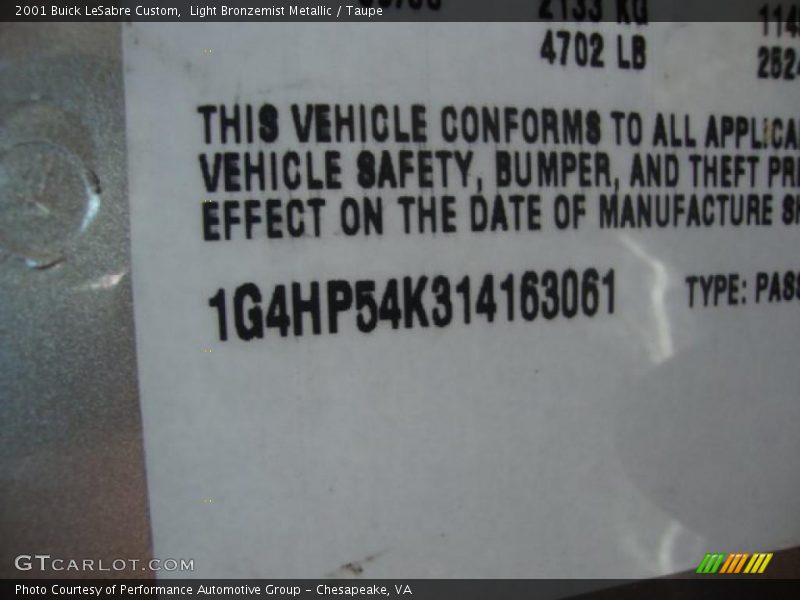 2001 Buick LeSabre Custom, Light Bronzemist Metallic / Taupe
2133 KG
4702 LB
THIS VEHICLE CONFORMS TO ALL APPLICA
VEHICLE SAFETY, BUMPER, AND THEFT PRE
EFFECT ON THE DATE OF MANUFACTURE SH
1G4HP54K314163061
TYPE: PASS
GTCARLOT.COM
Photo Courtesy of Performance Automotive Group – Chesapeake, VA